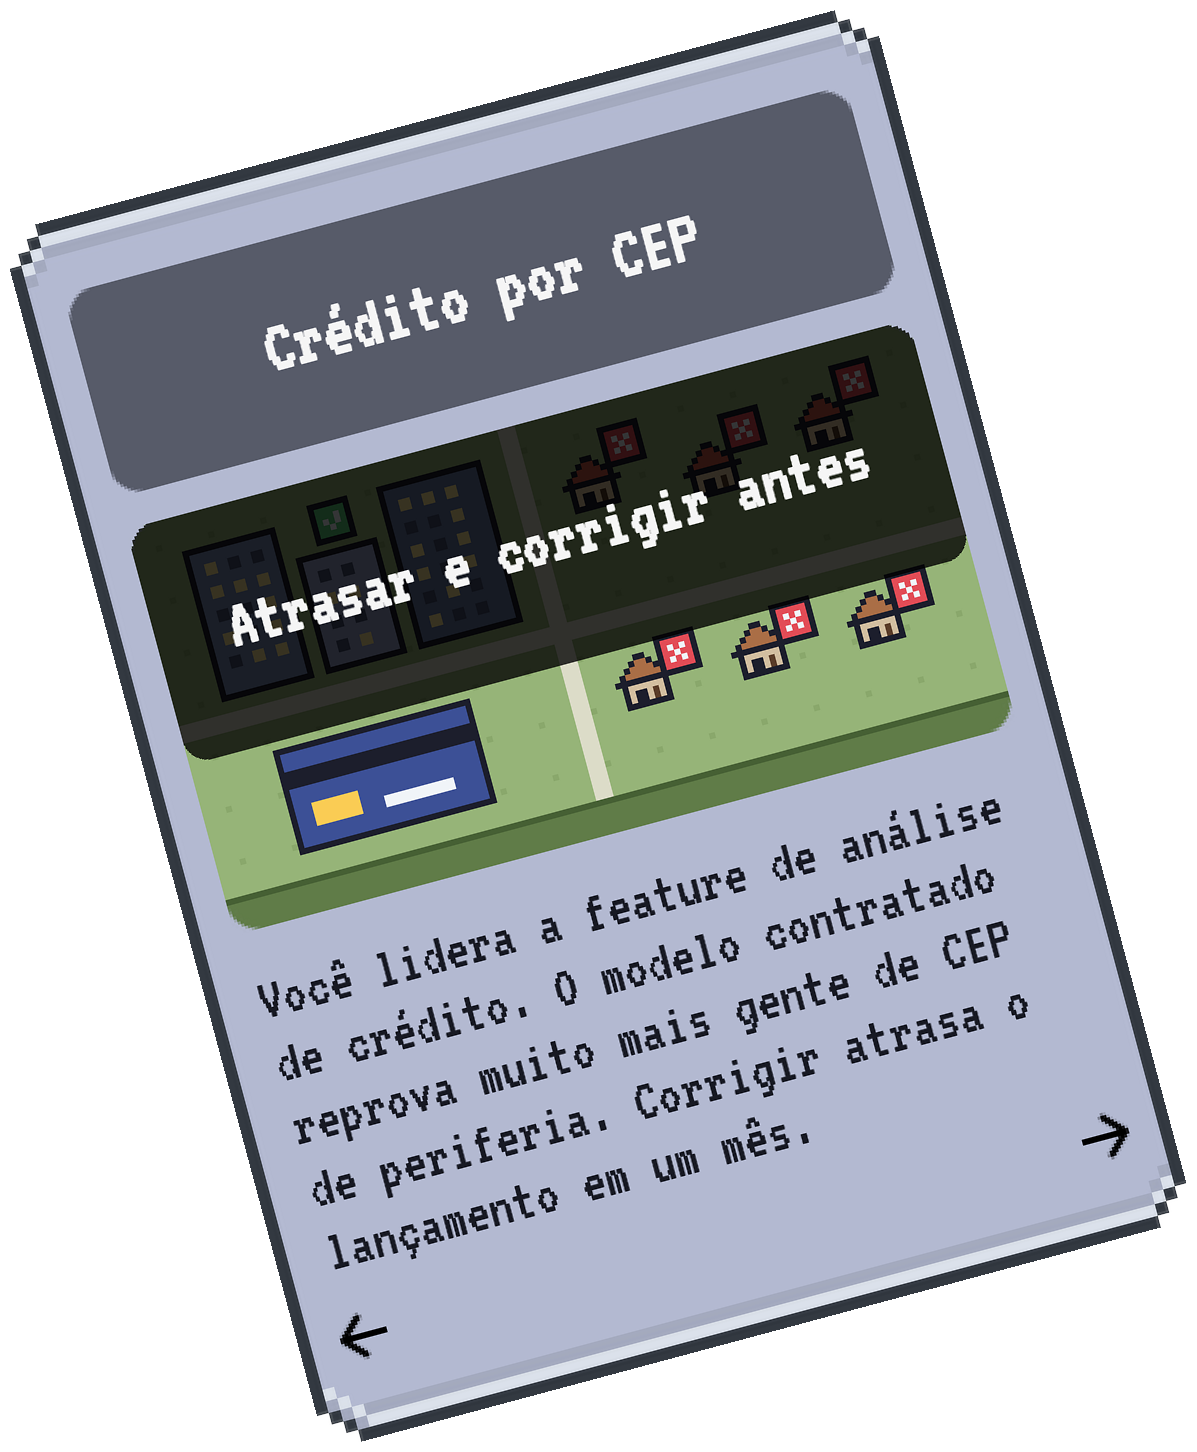 Crédito por CEP
Atrasar e corrigir antes
Você lidera a feature de análise
de crédito. O modelo contratado
reprova muito mais gente de CEP
de periferia. Corrigir atrasa o
lançamento em um mês.